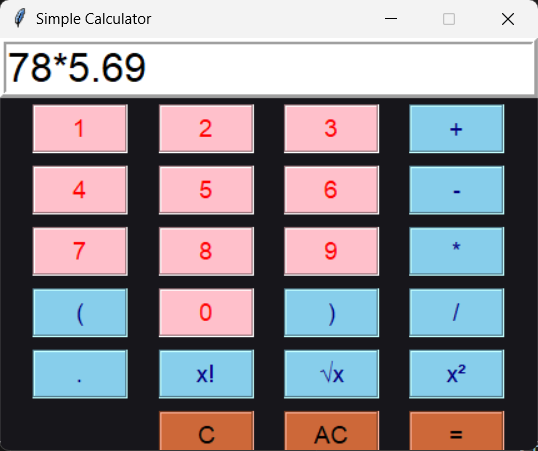 Simple Calculator
78*5.69
1 2 3 +
4 5 6 -
7 8 9 *
( 0 ) /
. x! √x x²
C AC =